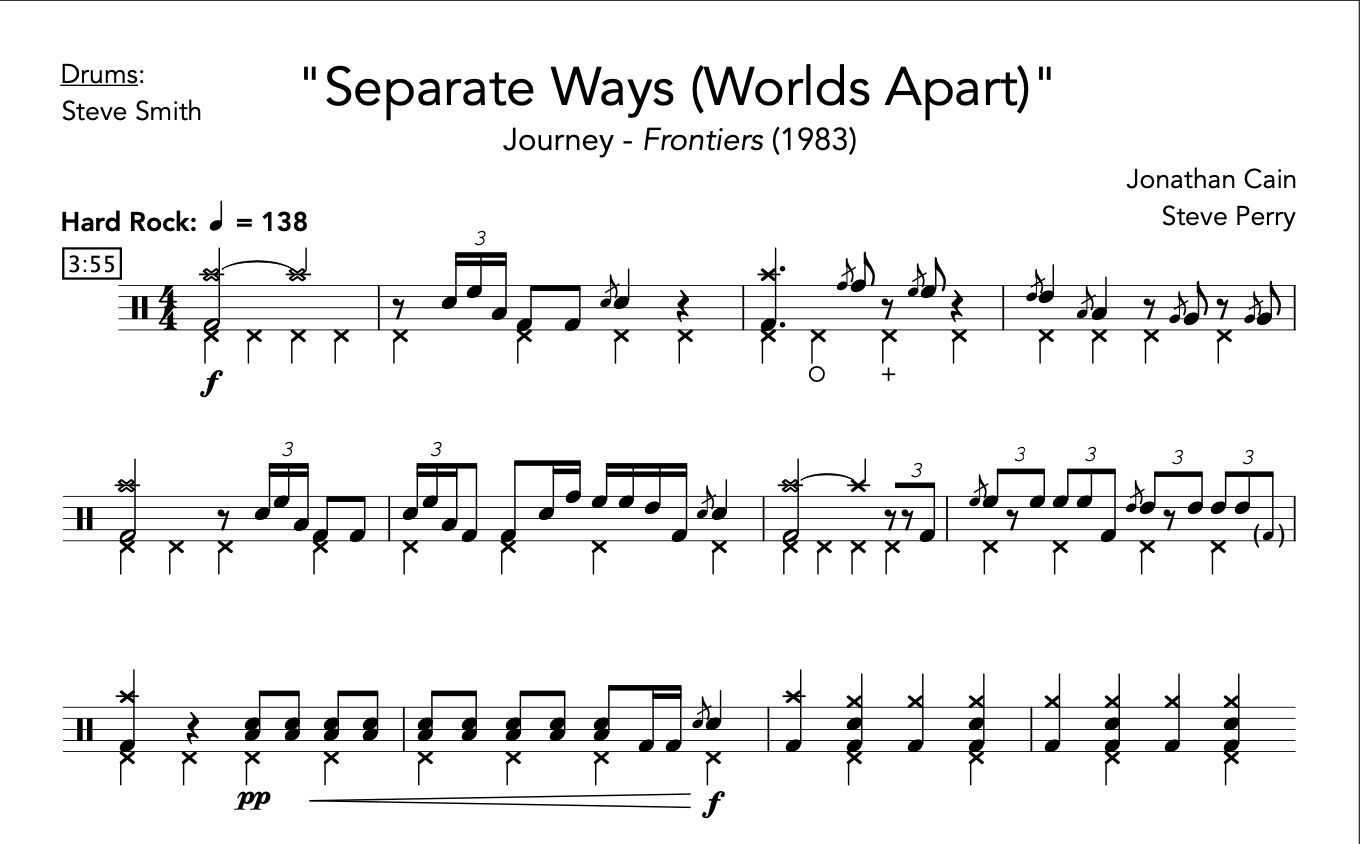 Drums:
Steve Smith
"Separate Ways (Worlds Apart)"
Journey - Frontiers (1983)
Jonathan Cain
Steve Perry
Hard Rock: ♩ = 138
3:55
3
4
4
f
+
3
3
3
3
3
3
3
pp
f